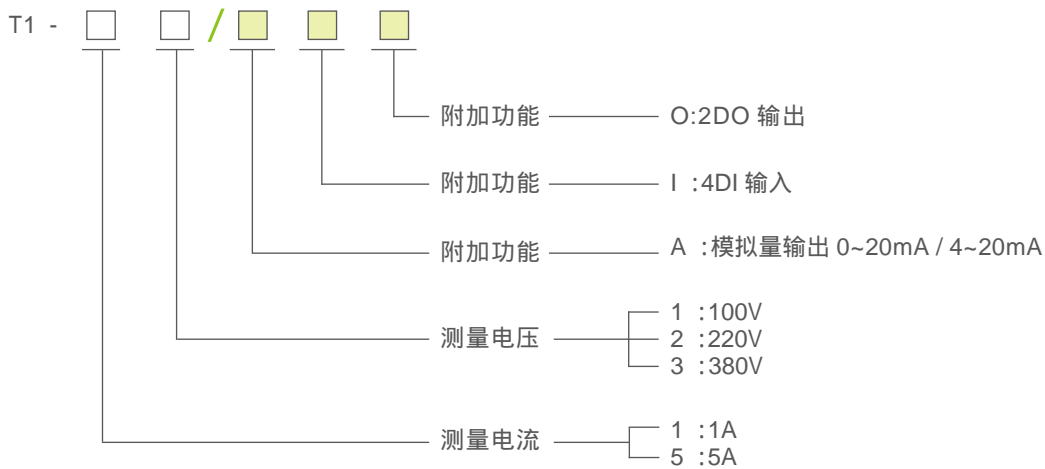 T1 - /
附加功能 O:2DO 输出
附加功能 I :4DI 输入
附加功能 A :模拟量输出 0~20mA / 4~20mA
1 :100V
测量电压 2 :220V
3 :380V
测量电流 1 :1A
5 :5A